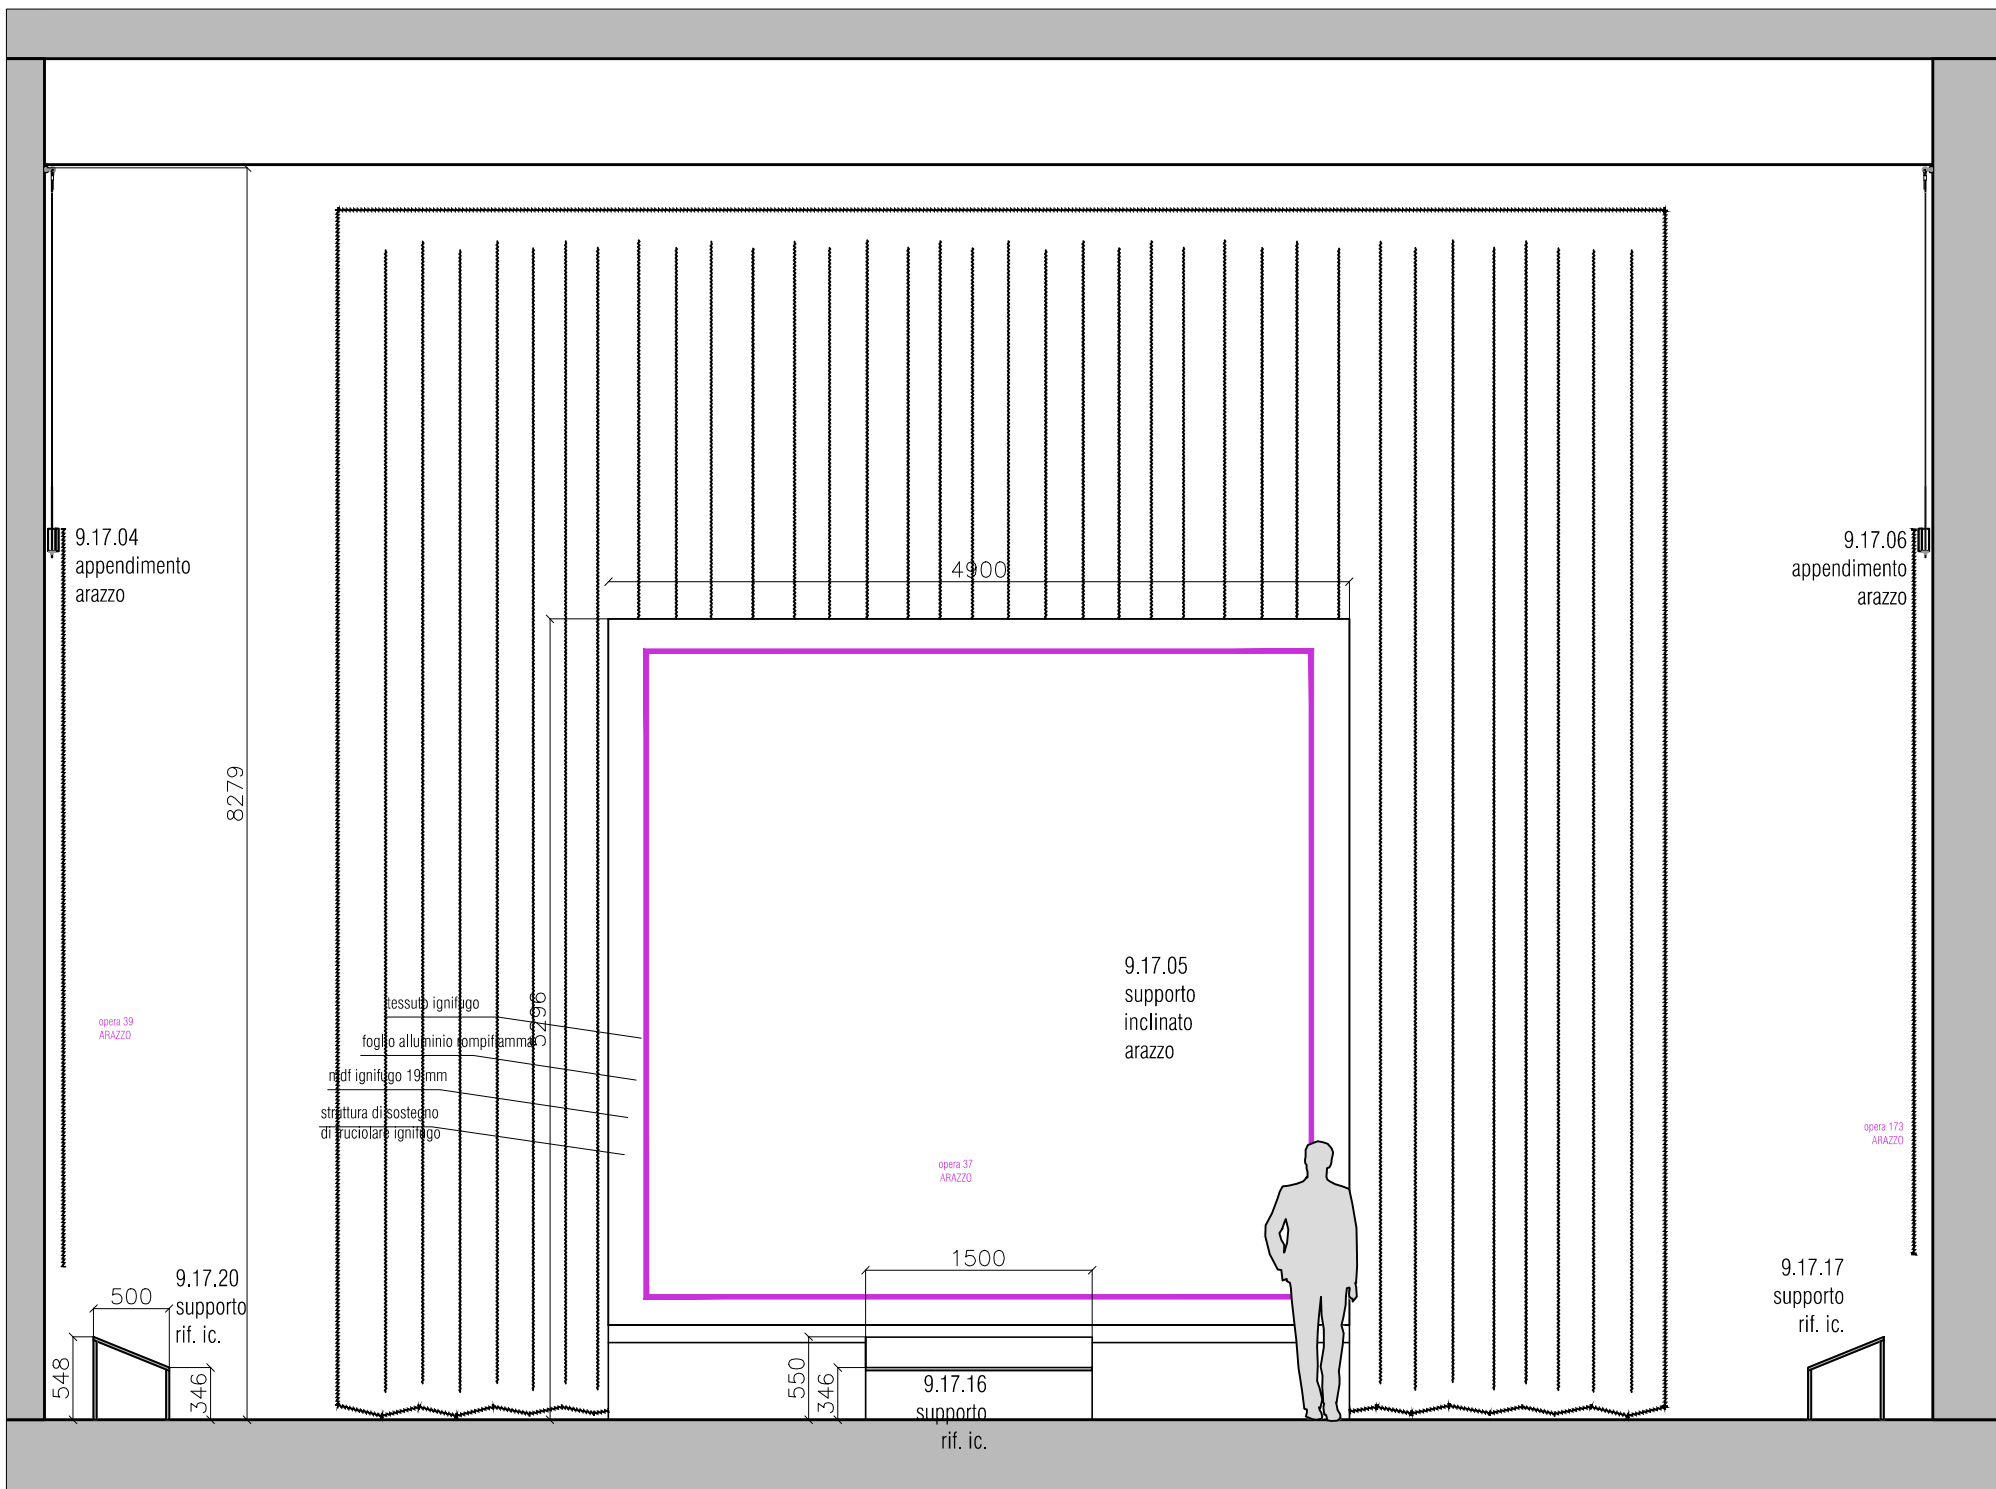 9.17.04
appendimento
arazzo
9.17.06
appendimento
arazzo
4900
8279
5296
9.17.05
supporto
inclinato
arazzo
tessuto ignifugo
foglio alluminio rompifiamma
mdf ignifugo 19 mm
struttura di sostegno
di truciolare ignifugo
opera 39
ARAZZO
opera 173
ARAZZO
opera 37
ARAZZO
1500
9.17.20
supporto
rif. ic.
500
548
346
550
346
9.17.16
supporto
rif. ic.
9.17.17
supporto
rif. ic.